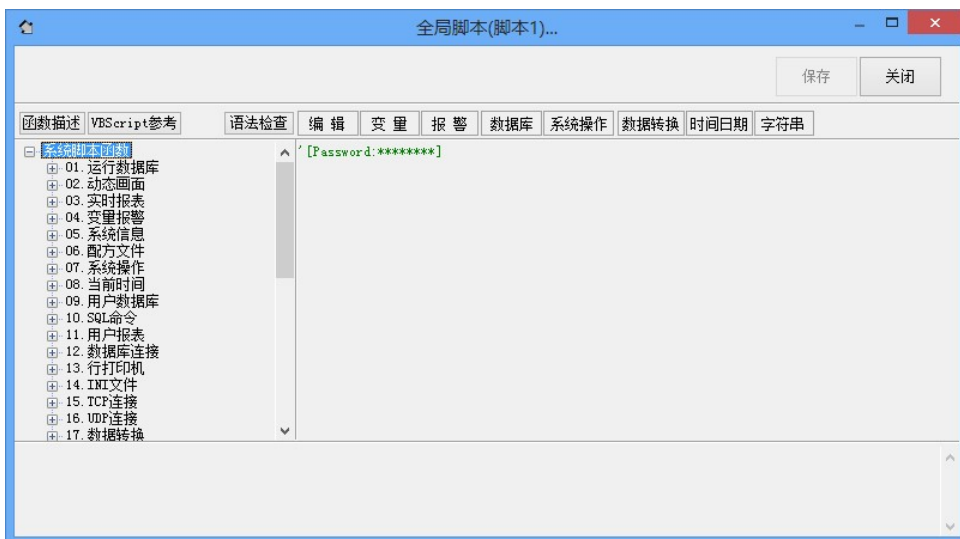 全局脚本(脚本1)...
保存 关闭
函数描述 VBScript参考 语法检查 编 辑 变 量 报 警 数据库 系统操作 数据转换 时间日期 字符串
系统脚本函数
01.运行数据库
02.动态画面
03.实时报表
04.变量报警
05.系统信息
06.配方文件
07.系统操作
08.当前时间
09.用户数据库
10.SQL命令
11.用户报表
12.数据库连接
13.行打印机
14.INI文件
15.TCP连接
16.UDP连接
17.数据转换
'[Password:********]